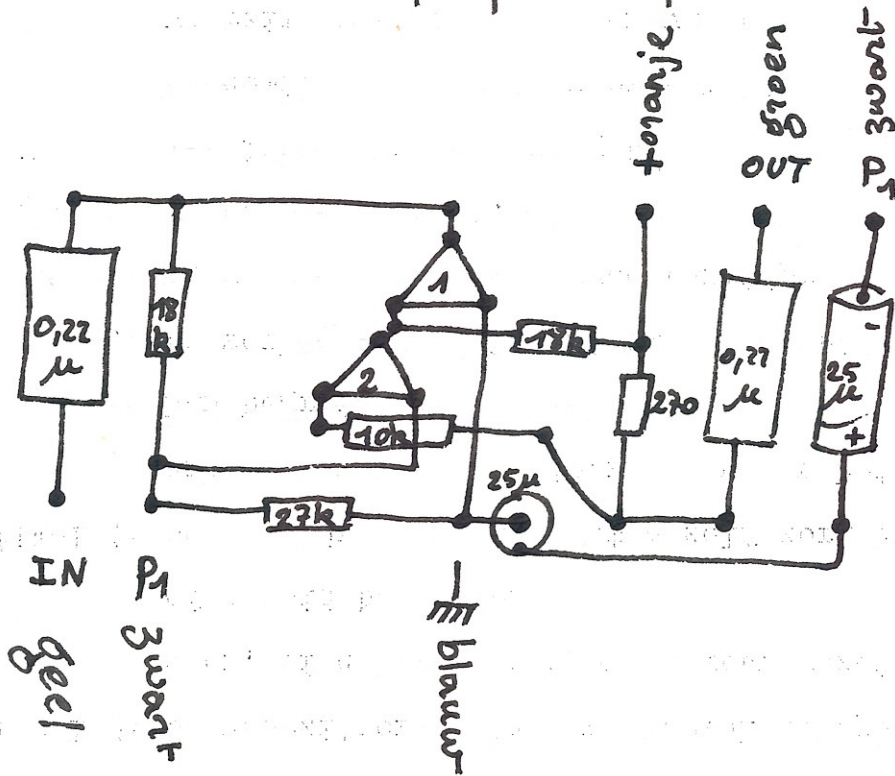 +oranje
groen
OUT
P1 zwart
0,22
µ
18
k
1
2
18k
10k
270
0,22
µ
-
25
µ
+
27k
25µ
IN
geel
P1
zwart
blauw